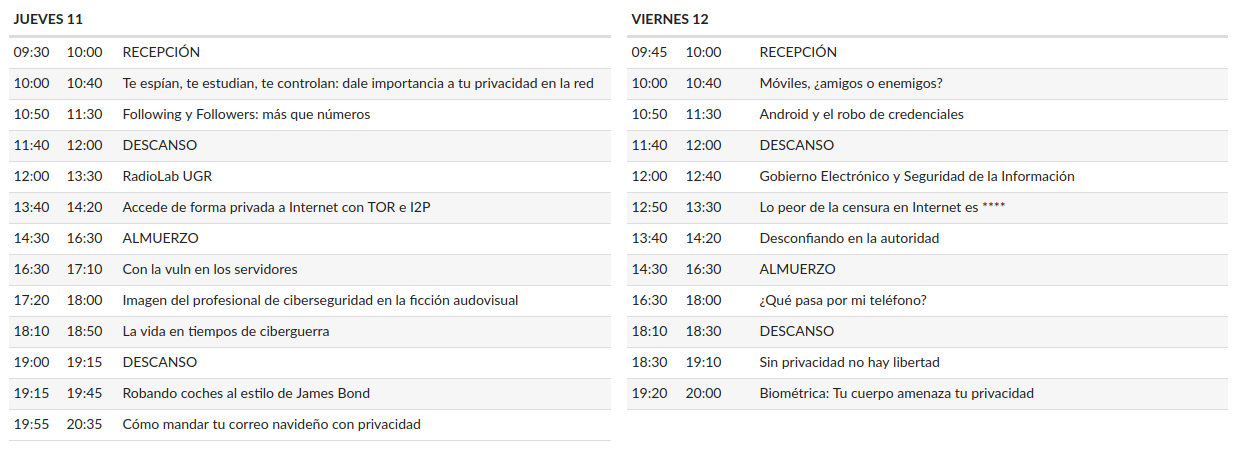 JUEVES 11
09:30 10:00 RECEPCIÓN
10:00 10:40 Te espían, te estudian, te controlan: dale importancia a tu privacidad en la red
10:50 11:30 Following y Followers: más que números
11:40 12:00 DESCANSO
12:00 13:30 RadioLab UGR
13:40 14:20 Accede de forma privada a Internet con TOR e I2P
14:30 16:30 ALMUERZO
16:30 17:10 Con la vuln en los servidores
17:20 18:00 Imagen del profesional de ciberseguridad en la ficción audovisual
18:10 18:50 La vida en tiempos de ciberguerra
19:00 19:15 DESCANSO
19:15 19:45 Robando coches al estilo de James Bond
19:55 20:35 Cómo mandar tu correo navideño con privacidad
VIERNES 12
09:45 10:00 RECEPCIÓN
10:00 10:40 Móviles, ¿amigos o enemigos?
10:50 11:30 Android y el robo de credenciales
11:40 12:00 DESCANSO
12:00 12:40 Gobierno Electrónico y Seguridad de la Información
12:50 13:30 Lo peor de la censura en Internet es ****
13:40 14:20 Desconfiando en la autoridad
14:30 16:30 ALMUERZO
16:30 18:00 ¿Qué pasa por mi teléfono?
18:10 18:30 DESCANSO
18:30 19:10 Sin privacidad no hay libertad
19:20 20:00 Biométrica: Tu cuerpo amenaza tu privacidad